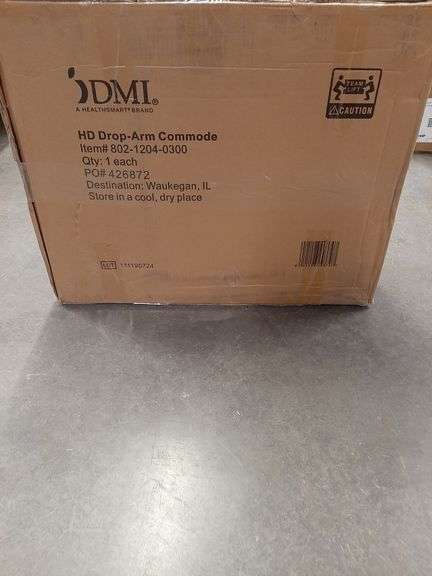 DMI®
A HEALTHSMART® BRAND
TEAM
LIFT
⚠CAUTION
HD Drop-Arm Commode
Item# 802-1204-0300
Qty: 1 each
PO# 426872
Destination: Waukegan, IL
Store in a cool, dry place
LOT